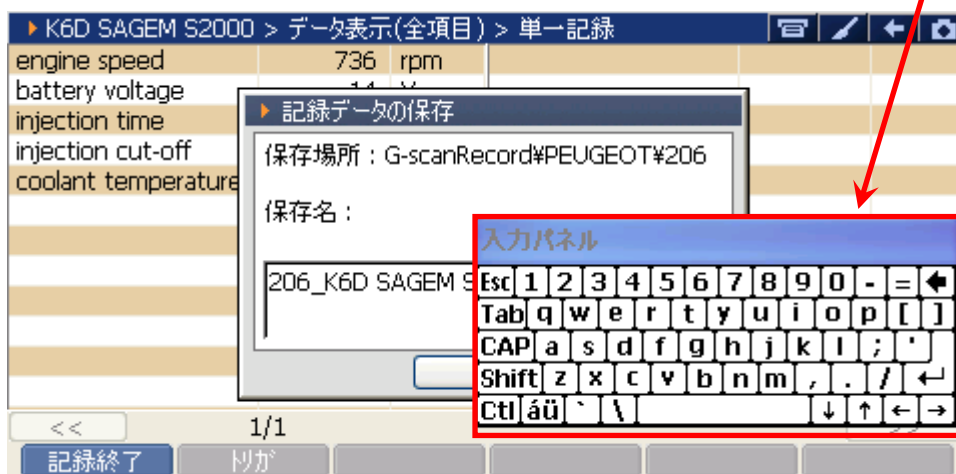 K6D SAGEM S2000 > データ表示(全項目) > 単一記録
engine speed 736 rpm
battery voltage
injection time
injection cut-off
coolant temperature
記録データの保存
保存場所：G-scanRecord¥PEUGEOT¥206
保存名：
206_K6D SAGEM S
入力パネル
Esc 1 2 3 4 5 6 7 8 9 0 - =
Tab q w e r t y u i o p [ ]
CAP a s d f g h j k l ; '
Shift z x c v b n m , . /
Ctl áü ` \ ↓ ↑ ← →
<< 1/1
記録終了 トリガ